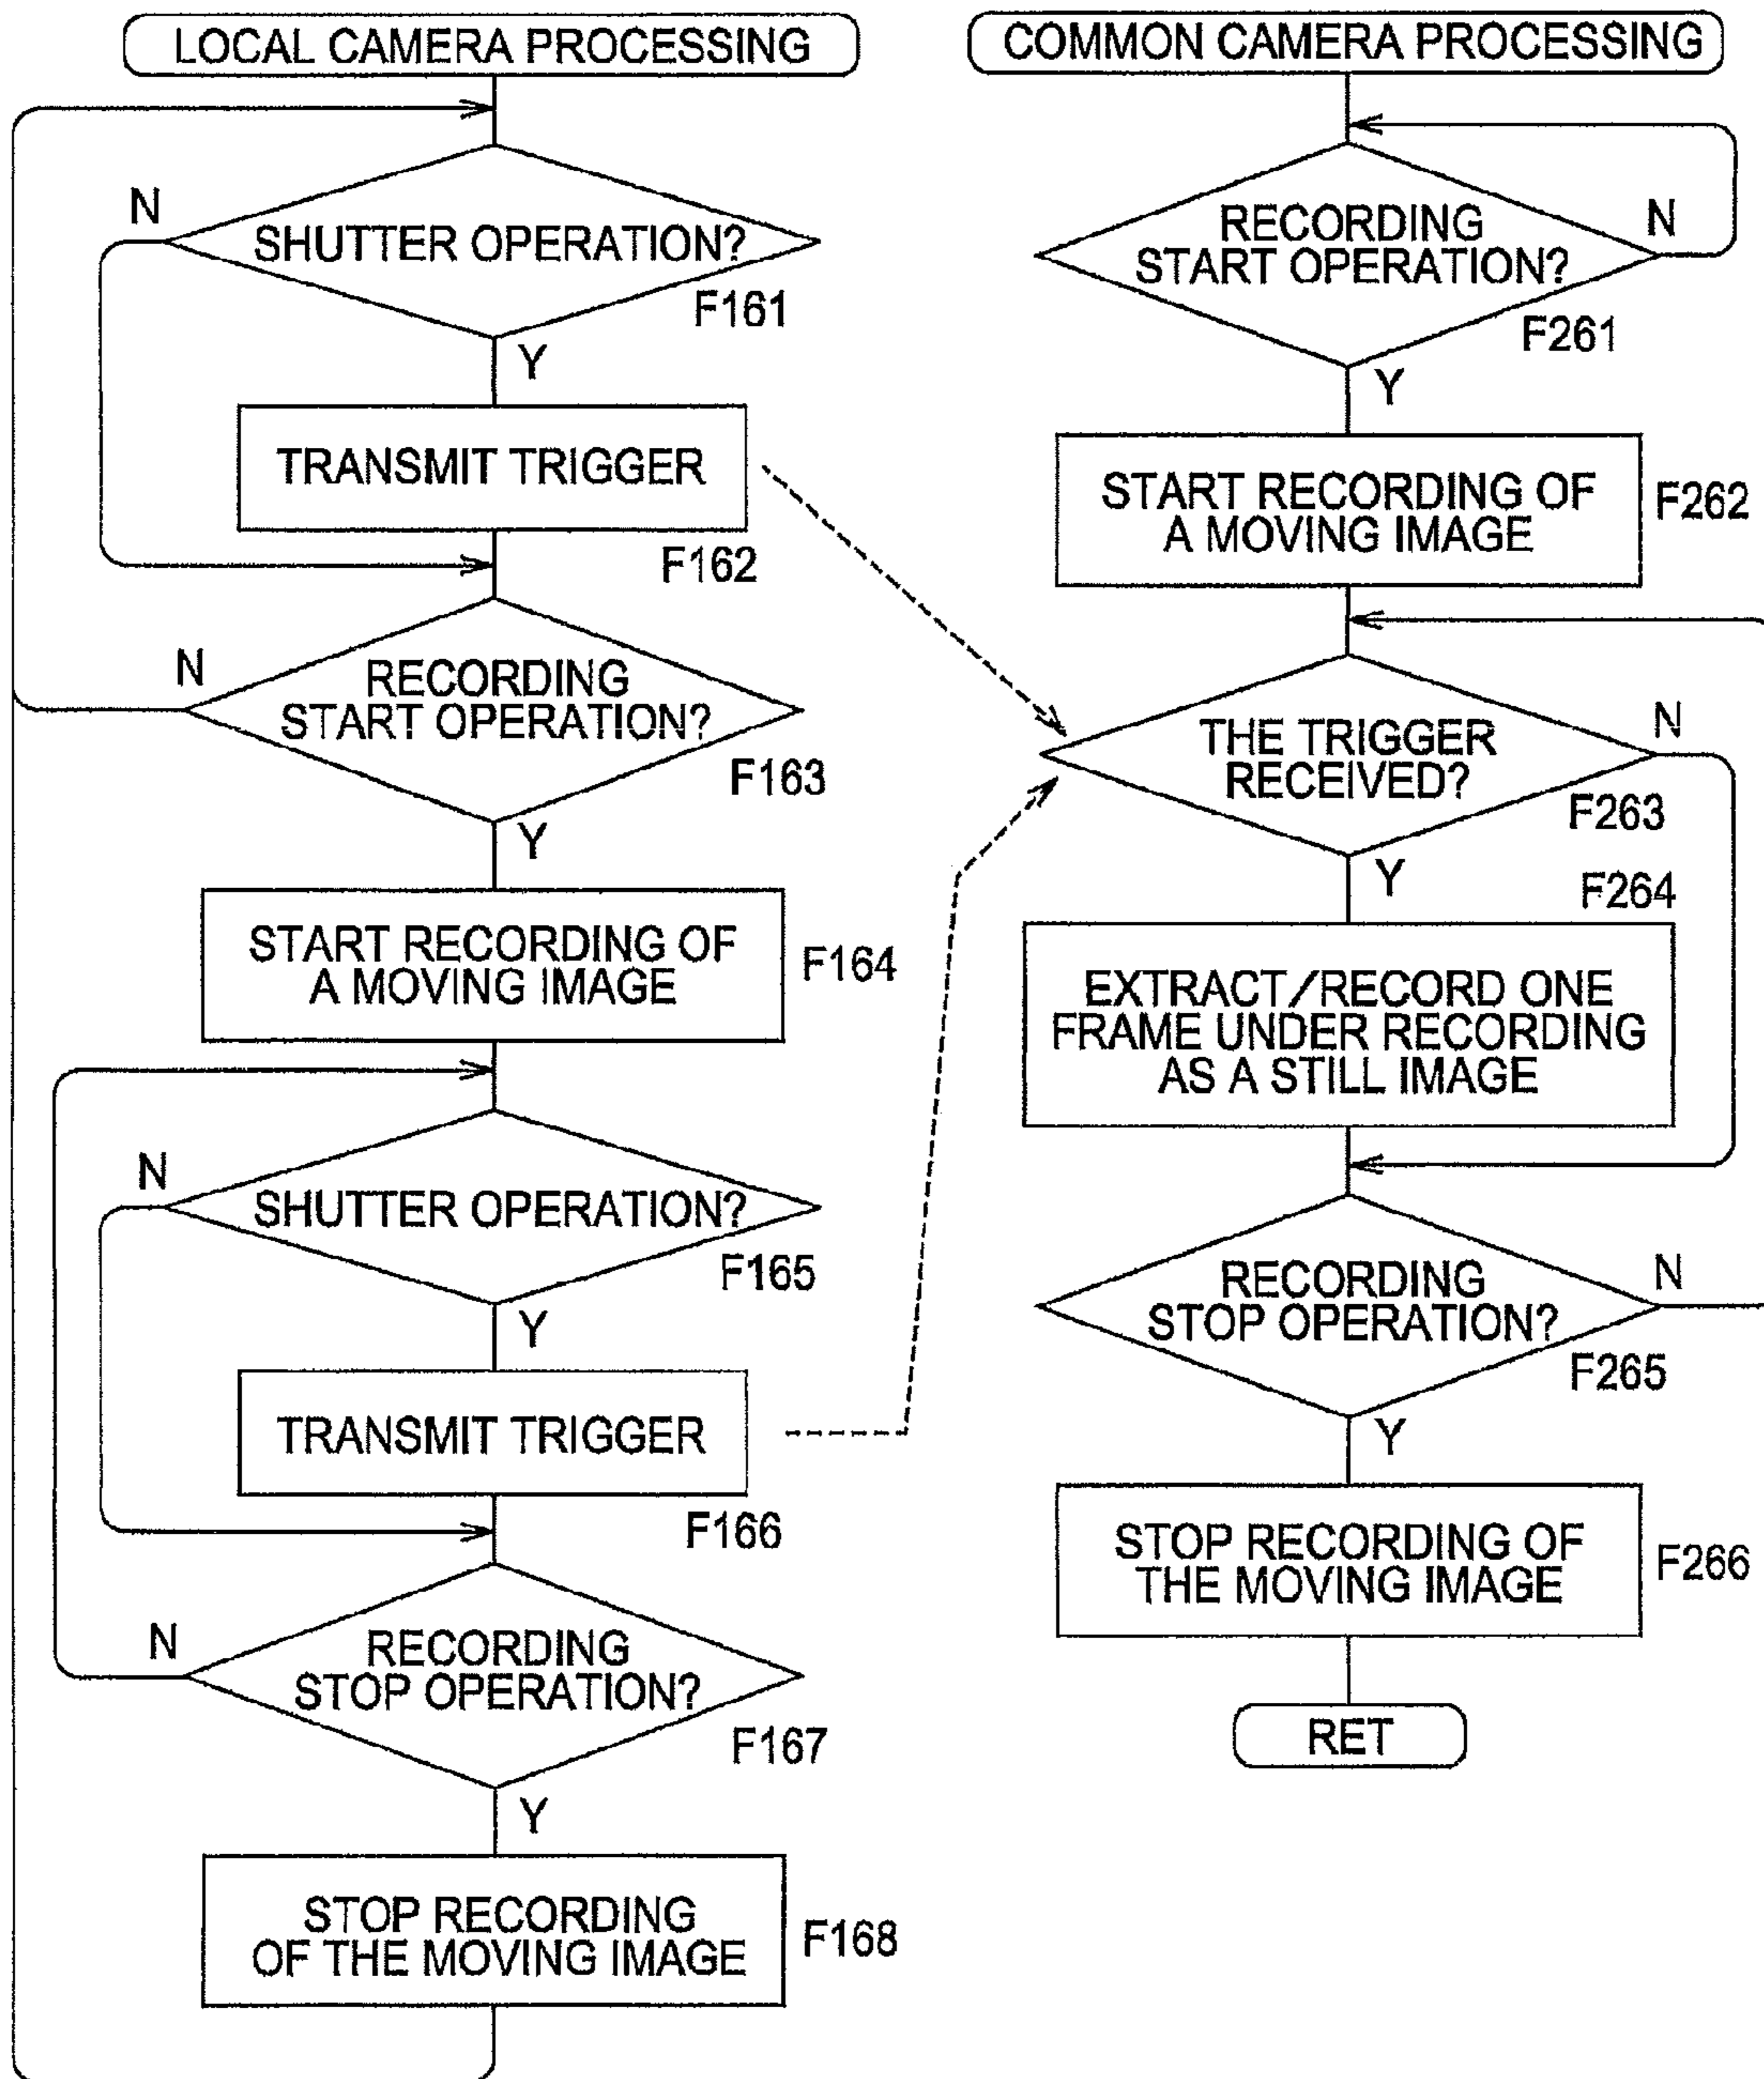 LOCAL CAMERA PROCESSING
N
SHUTTER OPERATION?
F161
Y
TRANSMIT TRIGGER
F162
N
RECORDING
START OPERATION?
F163
Y
START RECORDING OF
A MOVING IMAGE
F164
N
SHUTTER OPERATION?
F165
Y
TRANSMIT TRIGGER
F166
N
RECORDING
STOP OPERATION?
F167
Y
STOP RECORDING
OF THE MOVING IMAGE
F168
COMMON CAMERA PROCESSING
RECORDING
START OPERATION?
N
F261
Y
START RECORDING OF
A MOVING IMAGE
F262
THE TRIGGER
RECEIVED?
N
F263
Y
F264
EXTRACT/RECORD ONE
FRAME UNDER RECORDING
AS A STILL IMAGE
RECORDING
STOP OPERATION?
N
F265
Y
STOP RECORDING OF
THE MOVING IMAGE
F266
RET